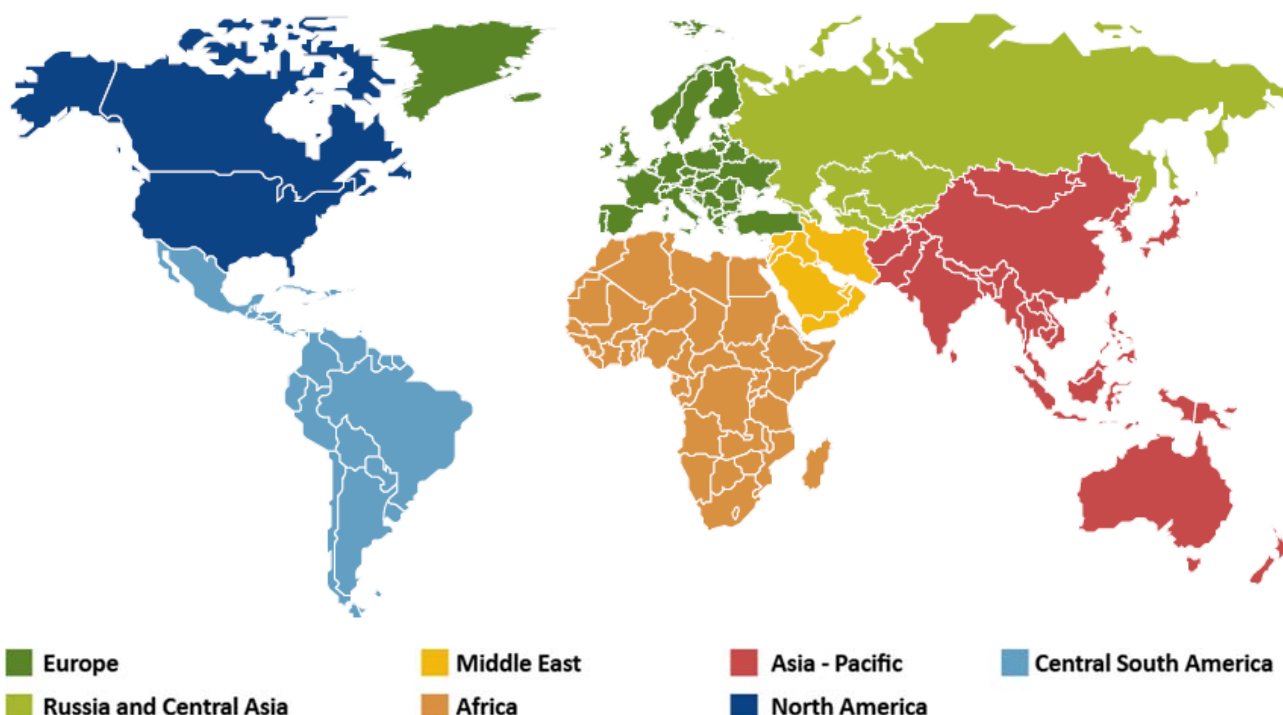 Europe
Middle East
Asia - Pacific
Central South America
Russia and Central Asia
Africa
North America